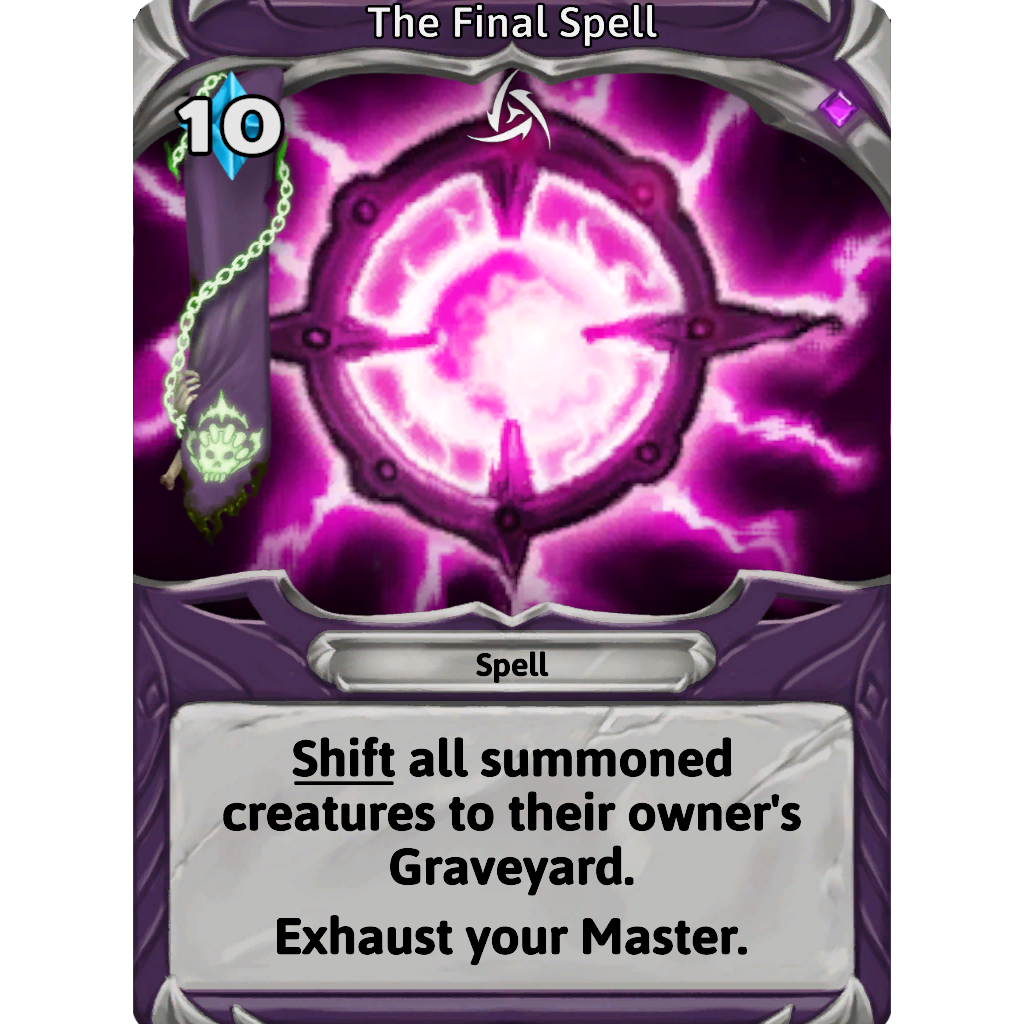 The Final Spell
10
Spell
Shift all summoned
creatures to their owner's
Graveyard.
Exhaust your Master.